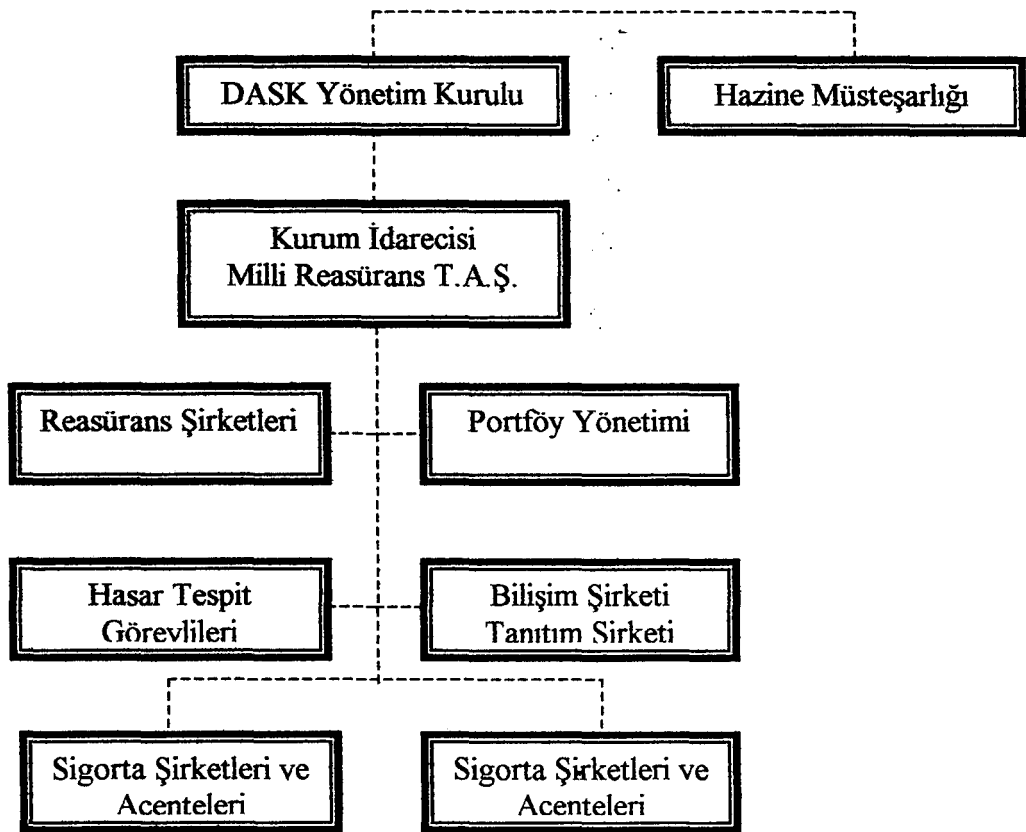 DASK Yönetim Kurulu
Hazine Müsteşarlığı
Kurum İdarecisi
Milli Reasürans T.A.Ş.
Reasürans Şirketleri
Portföy Yönetimi
Hasar Tespit
Görevlileri
Bilişim Şirketi
Tanıtım Şirketi
Sigorta Şirketleri ve
Acenteleri
Sigorta Şirketleri ve
Acenteleri